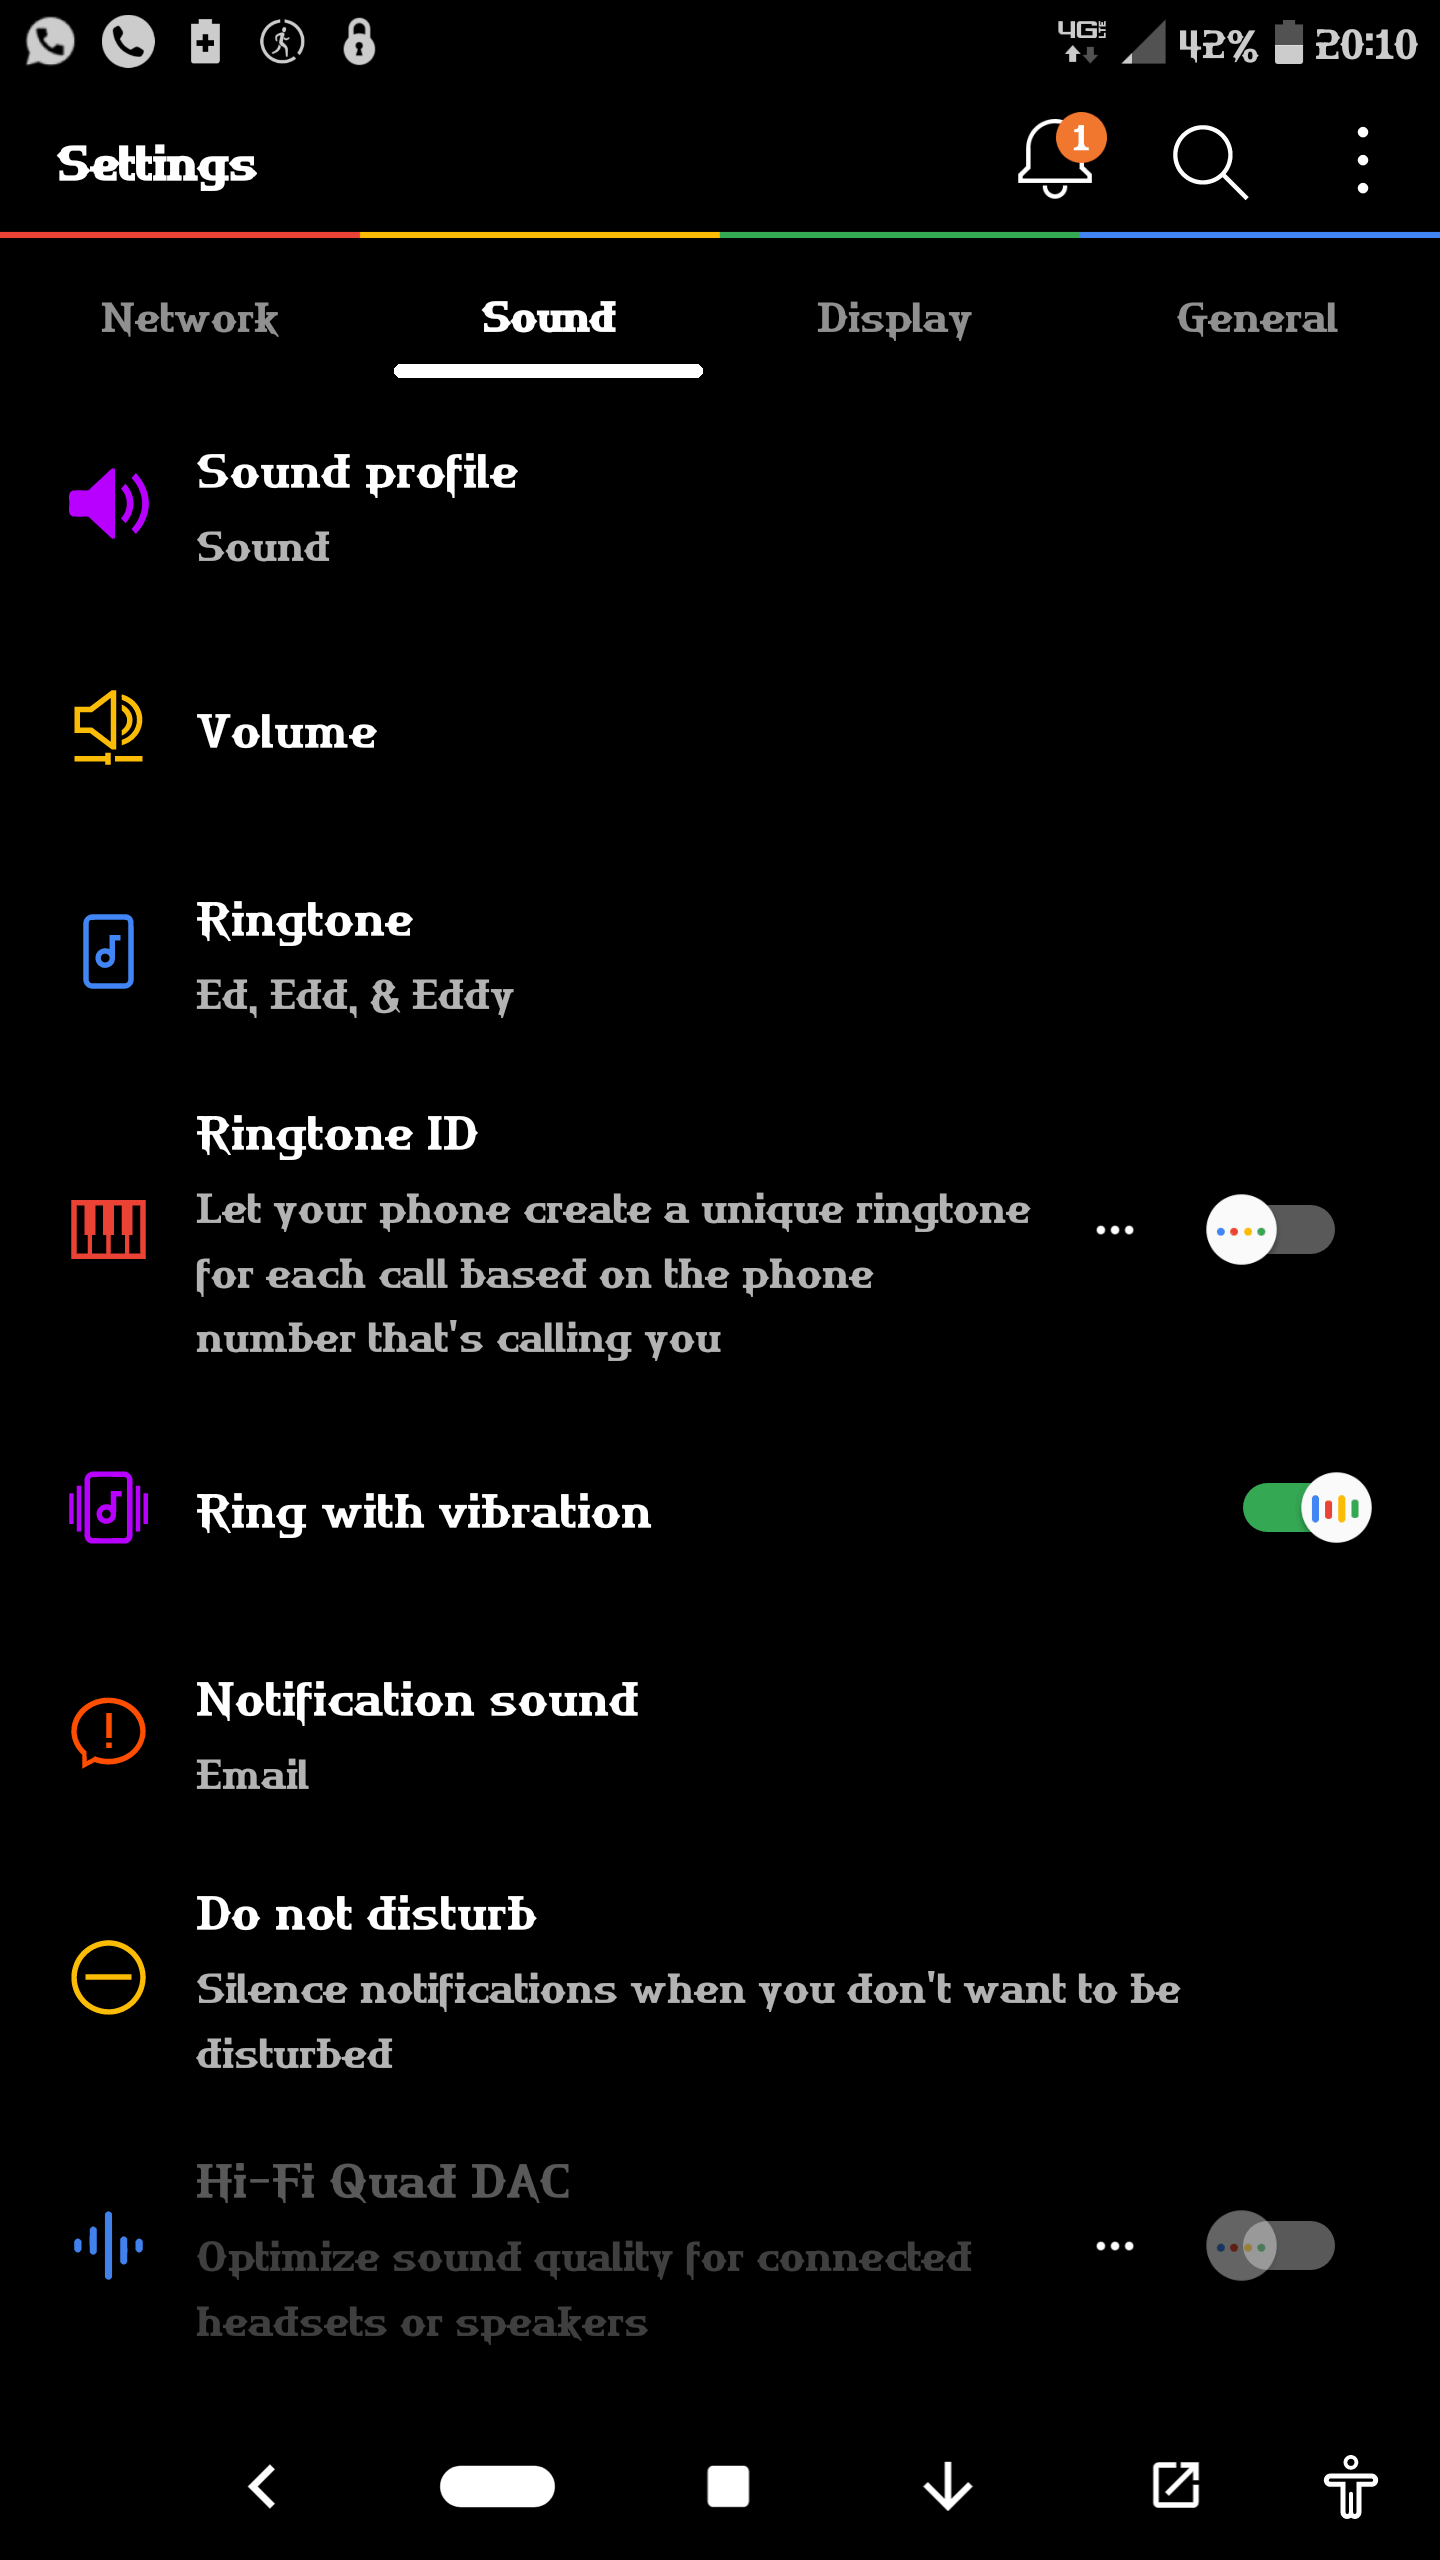 4G LTE 42% 20:10
Settings
1
Network Sound Display General
Sound profile
Sound
Volume
Ringtone
Ed, Edd, & Eddy
Ringtone ID
Let your phone create a unique ringtone
for each call based on the phone
number that's calling you
Ring with vibration
Notification sound
Email
Do not disturb
Silence notifications when you don't want to be
disturbed
Hi-Fi Quad DAC
Optimize sound quality for connected
headsets or speakers